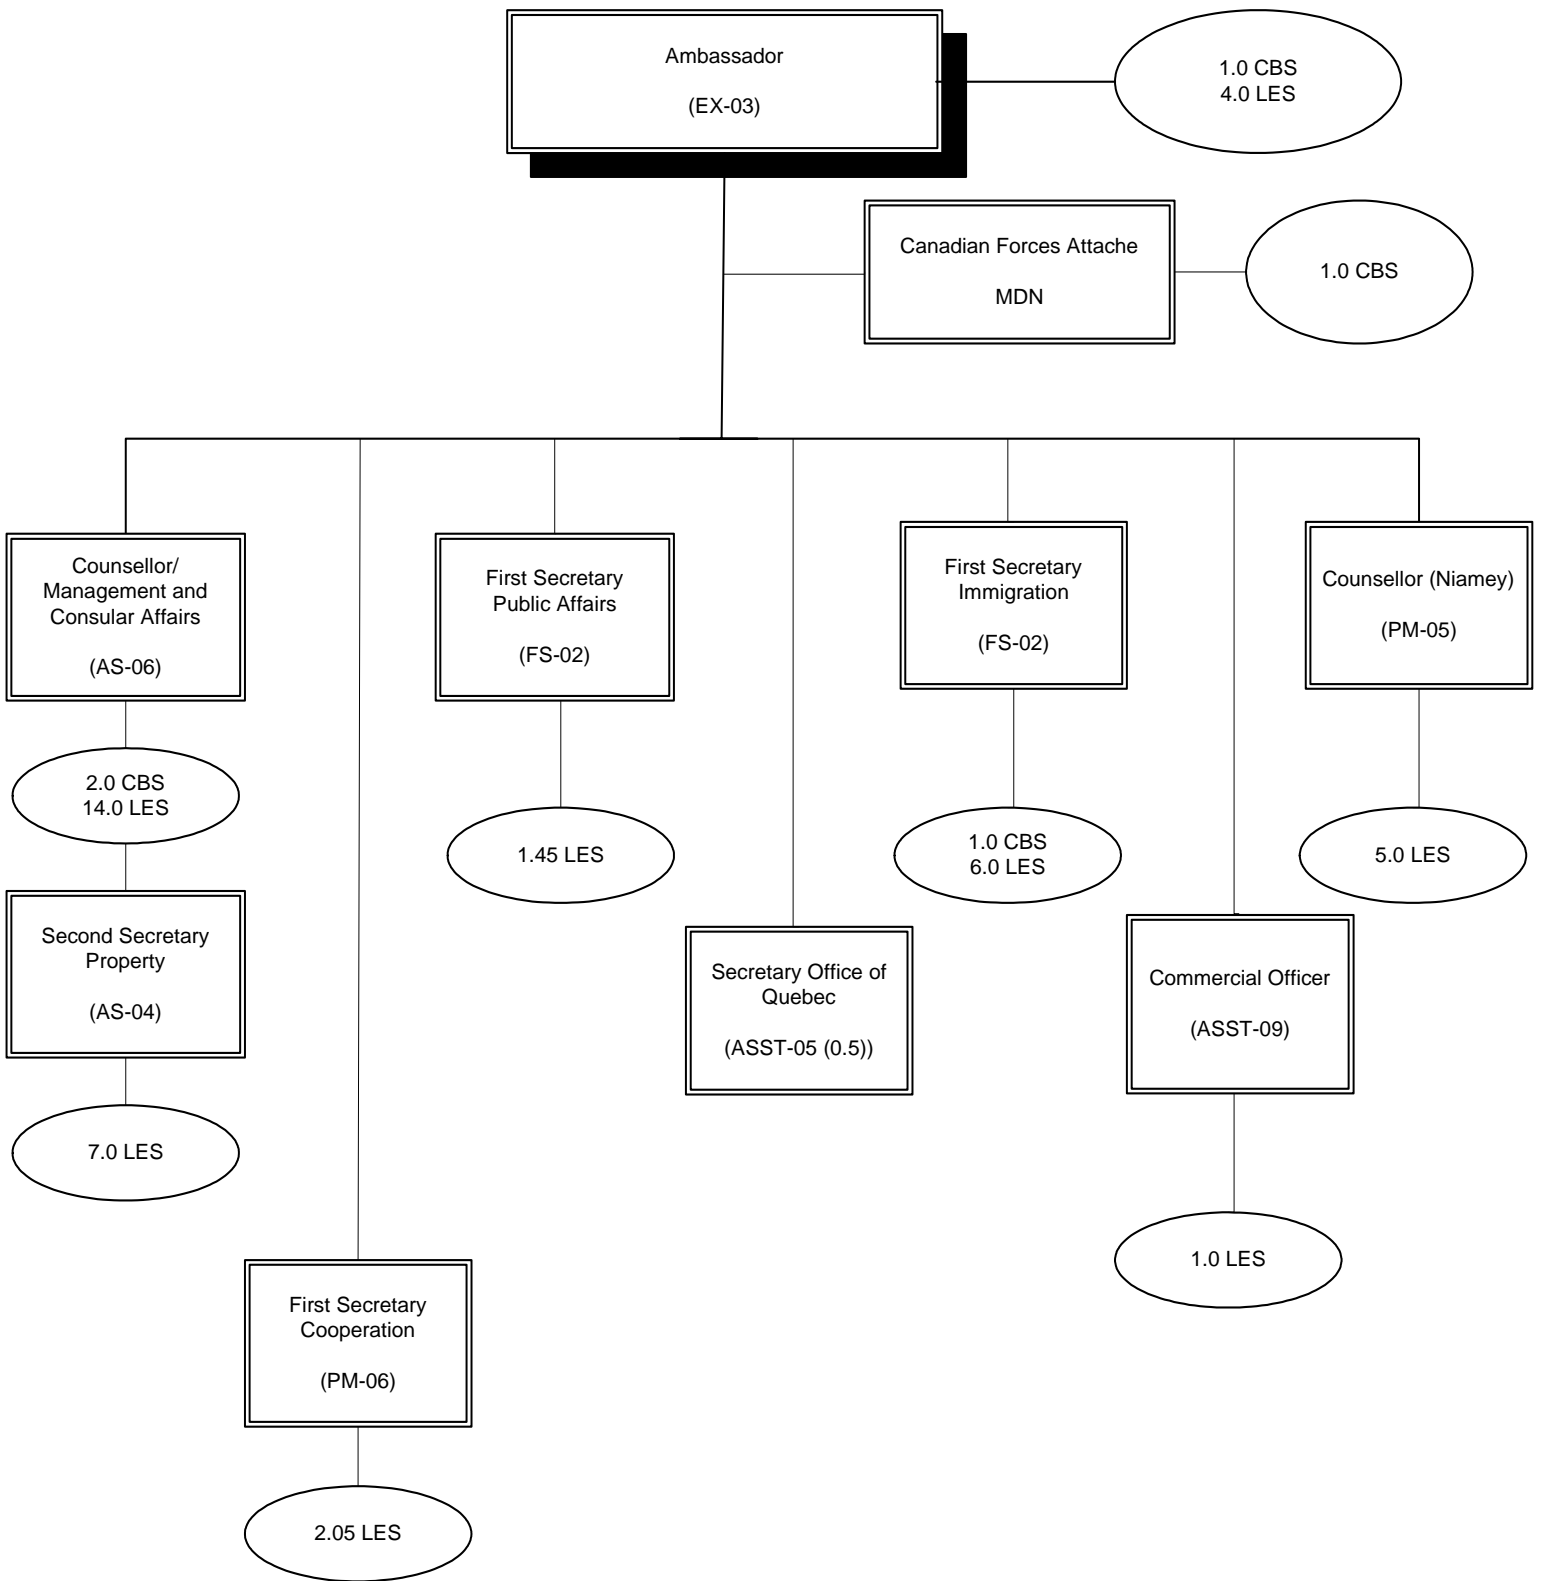 Ambassador
(EX-03)
1.0 CBS
4.0 LES
Canadian Forces Attache
MDN
1.0 CBS
Counsellor/
Management and
Consular Affairs
(AS-06)
First Secretary
Public Affairs
(FS-02)
First Secretary
Immigration
(FS-02)
Counsellor (Niamey)
(PM-05)
2.0 CBS
14.0 LES
1.45 LES
1.0 CBS
6.0 LES
5.0 LES
Second Secretary
Property
(AS-04)
Secretary Office of
Quebec
(ASST-05 (0.5))
Commercial Officer
(ASST-09)
7.0 LES
1.0 LES
First Secretary
Cooperation
(PM-06)
2.05 LES